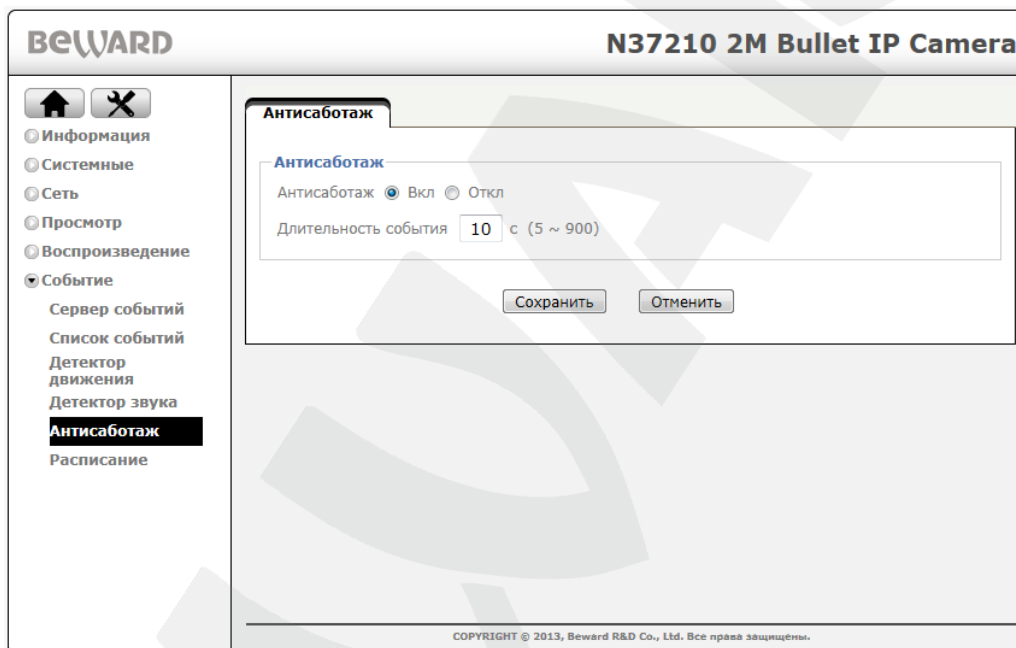 BEWARD
N37210 2M Bullet IP Camera
Информация
Системные
Сеть
Просмотр
Воспроизведение
Событие
Сервер событий
Список событий
Детектор
движения
Детектор звука
Антисаботаж
Расписание
Антисаботаж
Антисаботаж
Антисаботаж Вкл Откл
Длительность события 10 с (5 ~ 900)
Сохранить Отменить
COPYRIGHT © 2013, Beward R&D Co., Ltd. Все права защищены.